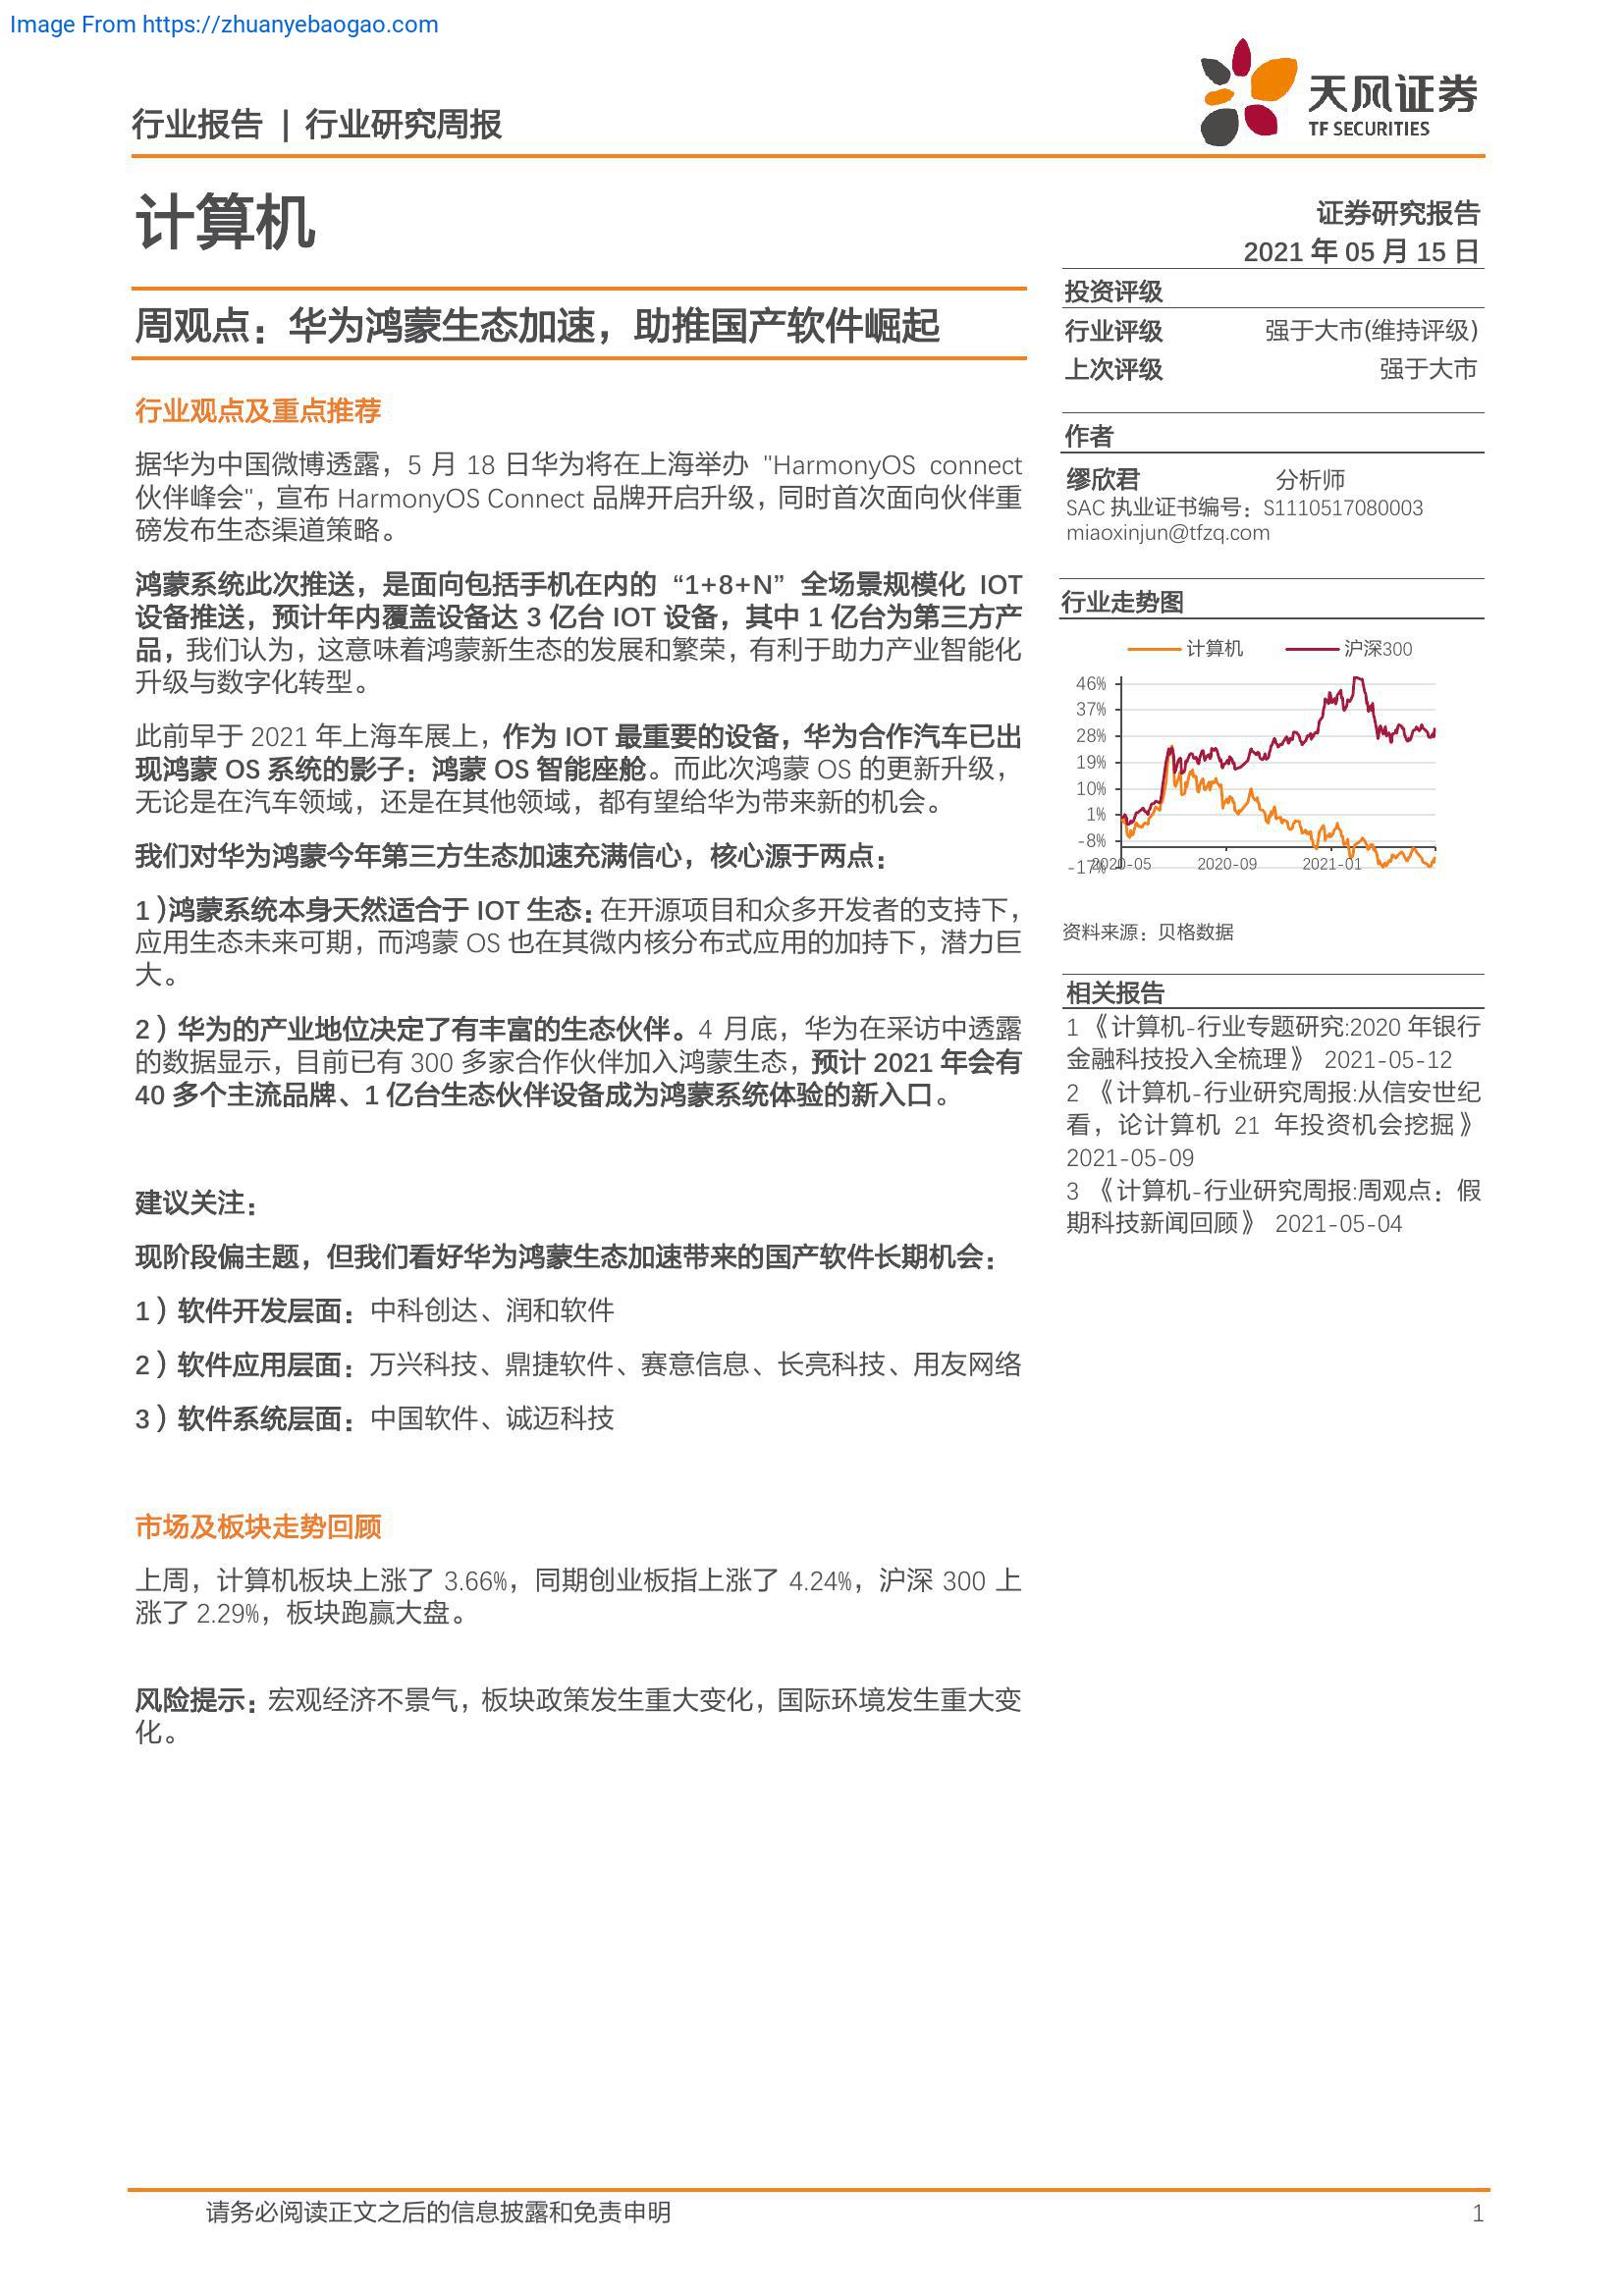 Image From https://zhuanyebaogao.com
行业报告 | 行业研究周报
天风证券
TF SECURITIES
计算机
证券研究报告
2021 年 05 月 15 日
周观点：华为鸿蒙生态加速，助推国产软件崛起
行业观点及重点推荐
据华为中国微博透露，5 月 18 日华为将在上海举办 "HarmonyOS connect
伙伴峰会"，宣布 HarmonyOS Connect 品牌开启升级，同时首次面向伙伴重
磅发布生态渠道策略。
鸿蒙系统此次推送，是面向包括手机在内的 “1+8+N” 全场景规模化 IOT
设备推送，预计年内覆盖设备达 3 亿台 IOT 设备，其中 1 亿台为第三方产
品，我们认为，这意味着鸿蒙新生态的发展和繁荣，有利于助力产业智能化
升级与数字化转型。
此前早于 2021 年上海车展上，作为 IOT 最重要的设备，华为合作汽车已出
现鸿蒙 OS 系统的影子：鸿蒙 OS 智能座舱。而此次鸿蒙 OS 的更新升级，
无论是在汽车领域，还是在其他领域，都有望给华为带来新的机会。
我们对华为鸿蒙今年第三方生态加速充满信心，核心源于两点：
1）鸿蒙系统本身天然适合于 IOT 生态：在开源项目和众多开发者的支持下，
应用生态未来可期，而鸿蒙 OS 也在其微内核分布式应用的加持下，潜力巨
大。
2）华为的产业地位决定了有丰富的生态伙伴。4 月底，华为在采访中透露
的数据显示，目前已有 300 多家合作伙伴加入鸿蒙生态，预计 2021 年会有
40 多个主流品牌、1 亿台生态伙伴设备成为鸿蒙系统体验的新入口。
建议关注：
现阶段偏主题，但我们看好华为鸿蒙生态加速带来的国产软件长期机会：
1）软件开发层面：中科创达、润和软件
2）软件应用层面：万兴科技、鼎捷软件、赛意信息、长亮科技、用友网络
3）软件系统层面：中国软件、诚迈科技
市场及板块走势回顾
上周，计算机板块上涨了 3.66%，同期创业板指上涨了 4.24%，沪深 300 上
涨了 2.29%，板块跑赢大盘。
风险提示：宏观经济不景气，板块政策发生重大变化，国际环境发生重大变
化。
投资评级
行业评级 强于大市(维持评级)
上次评级 强于大市
作者
缪欣君 分析师
SAC 执业证书编号：S1110517080003
miaoxinjun@tfzq.com
行业走势图
计算机 沪深300
46%
37%
28%
19%
10%
1%
-8%
-17%
2020-05 2020-09 2021-01
资料来源：贝格数据
相关报告
1 《计算机-行业专题研究:2020 年银行
金融科技投入全梳理》 2021-05-12
2 《计算机-行业研究周报:从信安世纪
看，论计算机 21 年投资机会挖掘》
2021-05-09
3 《计算机-行业研究周报:周观点：假
期科技新闻回顾》 2021-05-04
请务必阅读正文之后的信息披露和免责申明 1